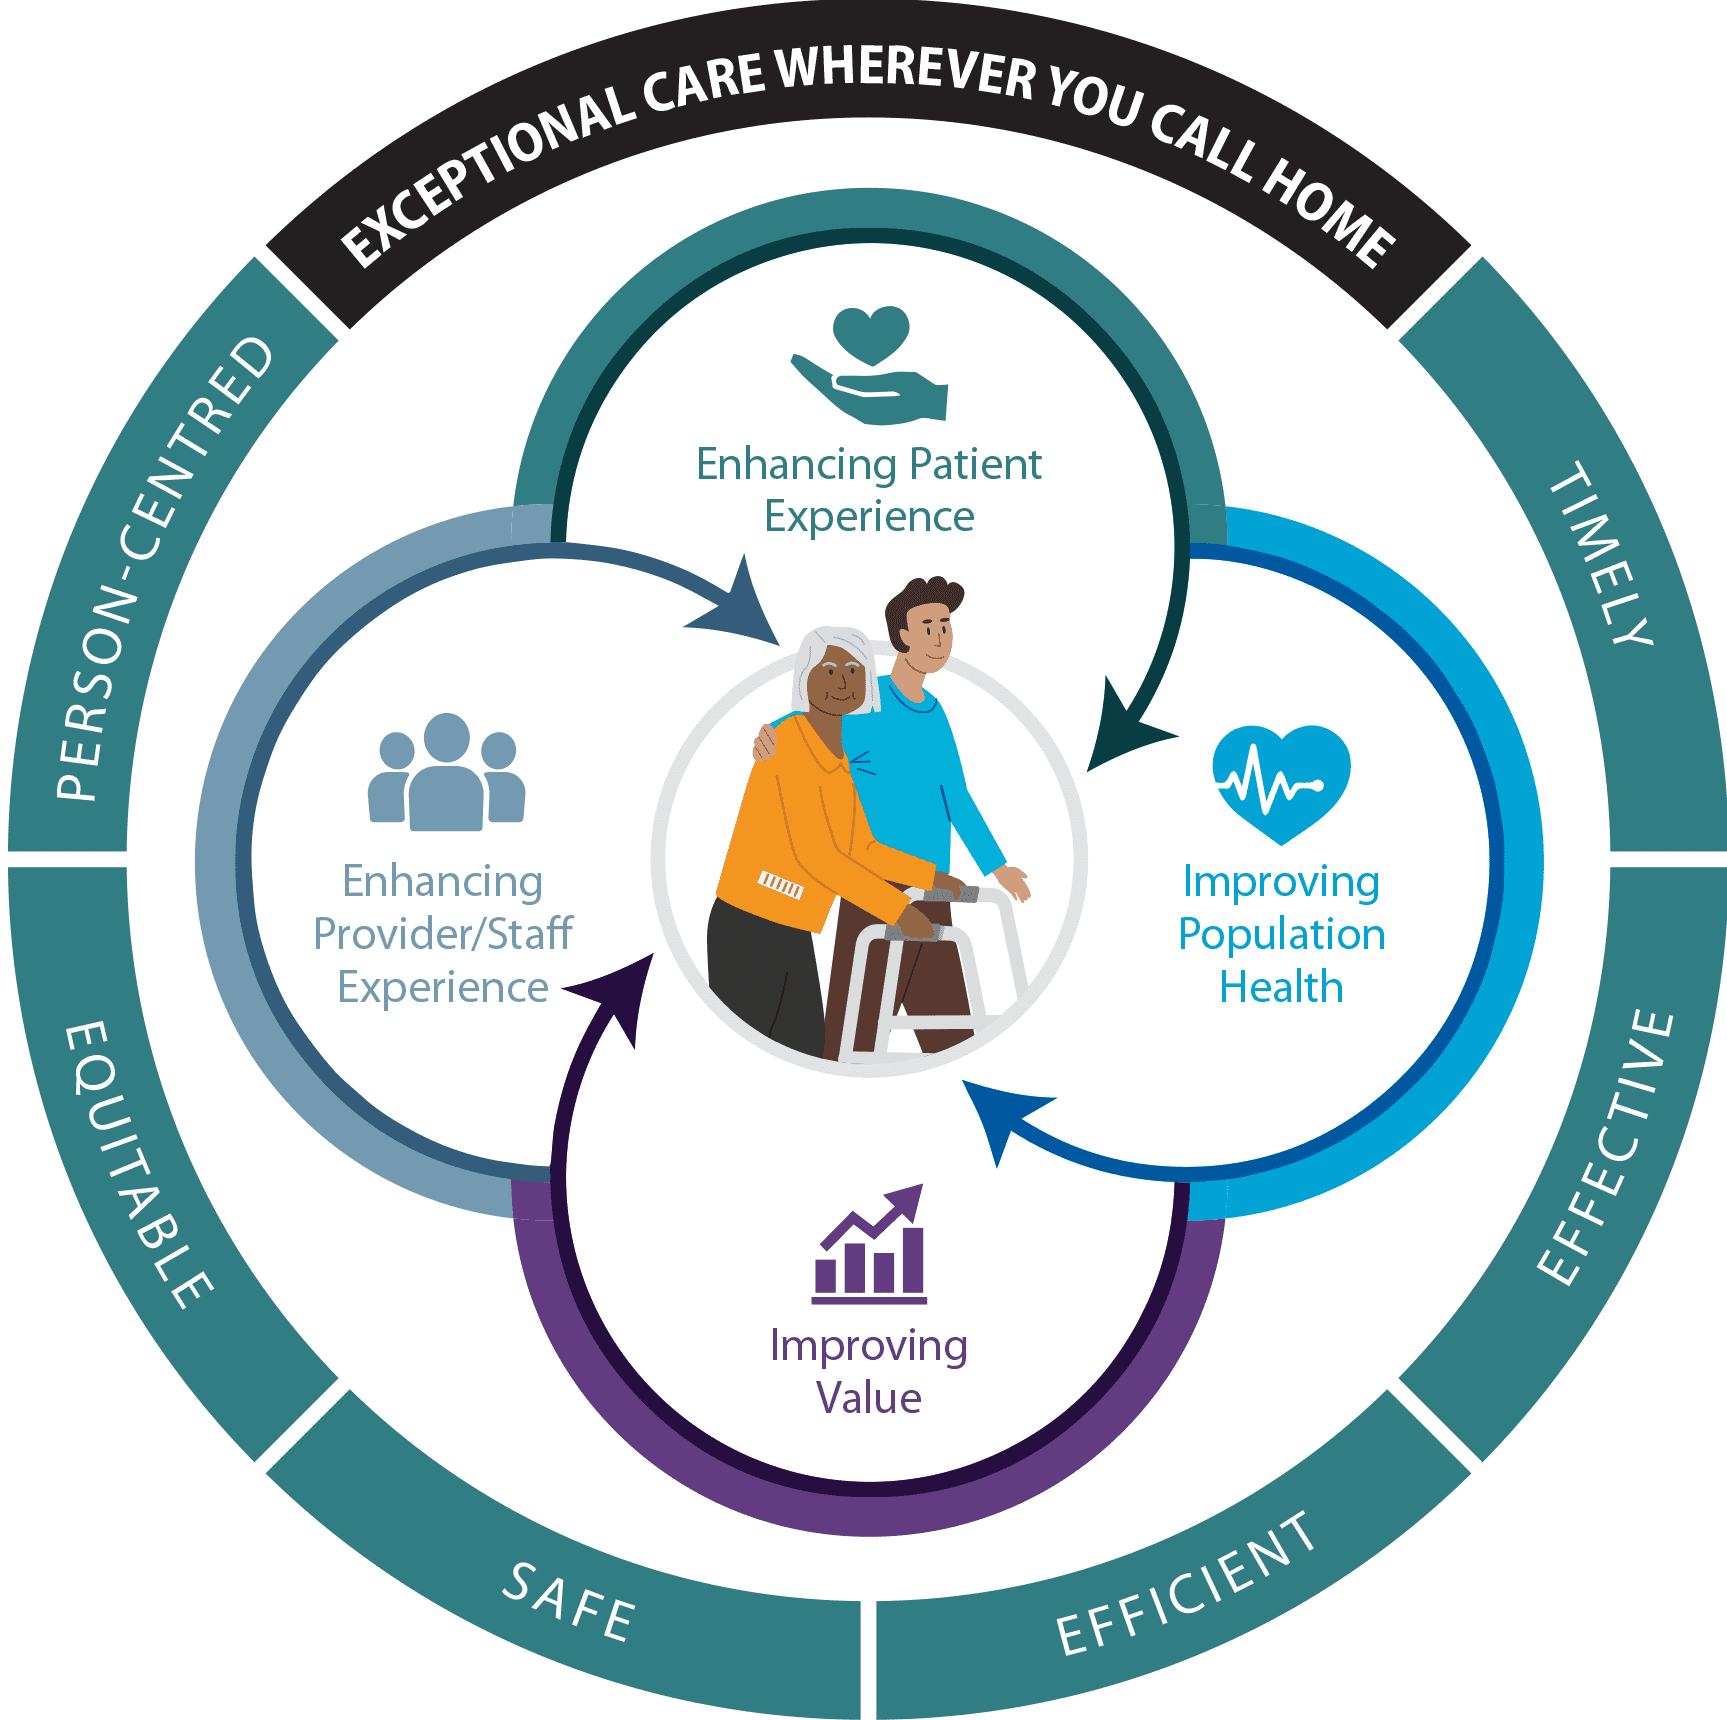 EXCEPTIONAL CARE WHEREVER YOU CALL HOME
TIMELY
EFFECTIVE
EFFICIENT
SAFE
EQUITABLE
PERSON-CENTRED
Enhancing Patient
Experience
Improving
Population
Health
Improving
Value
Enhancing
Provider/Staff
Experience